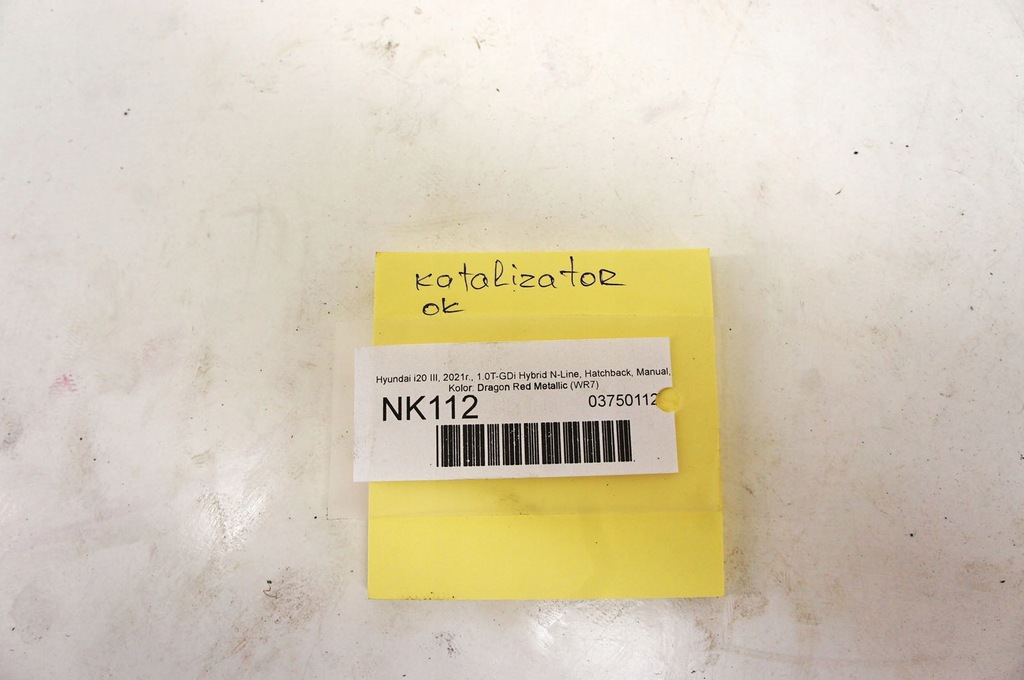 katalizator
ok
Hyundai i20 III, 2021r., 1.0T-GDi Hybrid N-Line, Hatchback, Manual,
Kolor: Dragon Red Metallic (WR7)
NK112 03750112